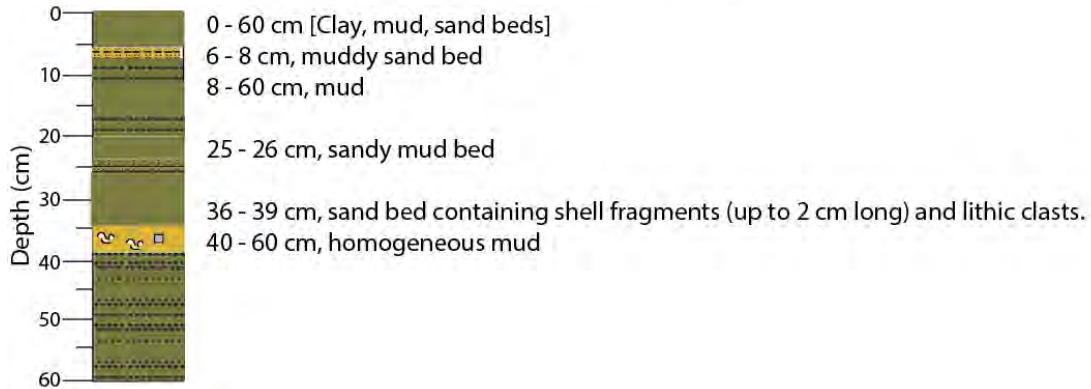 0 - 60 cm [Clay, mud, sand beds]
6 - 8 cm, muddy sand bed
8 - 60 cm, mud
25 - 26 cm, sandy mud bed
36 - 39 cm, sand bed containing shell fragments (up to 2 cm long) and lithic clasts.
40 - 60 cm, homogeneous mud
Depth (cm)
0
10
20
30
40
50
60